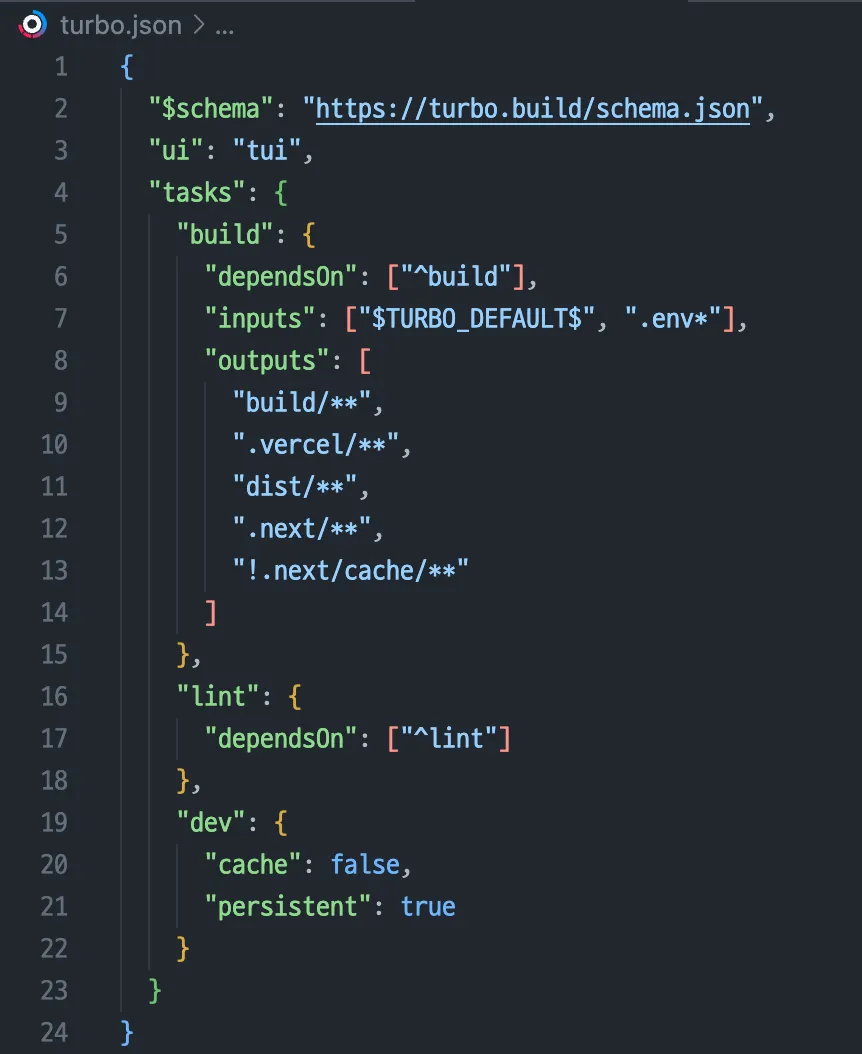 turbo.json > ...
1 {
2   "$schema": "https://turbo.build/schema.json",
3   "ui": "tui",
4   "tasks": {
5     "build": {
6       "dependsOn": ["^build"],
7       "inputs": ["$TURBO_DEFAULT$", ".env*"],
8       "outputs": [
9         "build/**",
10         ".vercel/**",
11         "dist/**",
12         ".next/**",
13         "!.next/cache/**"
14       ]
15     },
16     "lint": {
17       "dependsOn": ["^lint"]
18     },
19     "dev": {
20       "cache": false,
21       "persistent": true
22     }
23   }
24 }